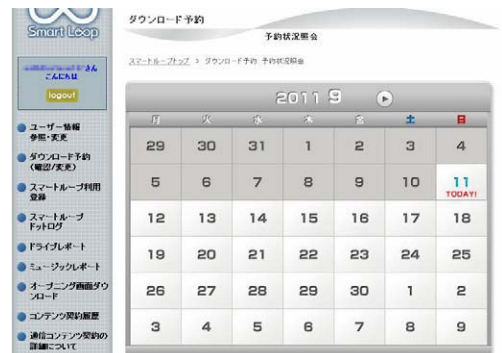 Smart Loop
さん
こんにちは
logout
ユーザー情報
参照・変更
ダウンロード予約
(確認/変更)
スマートループ利用
登録
スマートループ
ドットログ
ドライブレポート
ミュージックレポート
オープニング画面ダウ
ンロード
コンテンツ契約履歴
通信コンテンツ契約の
詳細について
ダウンロード予約
予約状況照会
スマートループトップ > ダウンロード予約 予約状況照会
2011 9
月 火 水 木 金 土 日
29 30 31 1 2 3 4
5 6 7 8 9 10 11
TODAY!
12 13 14 15 16 17 18
19 20 21 22 23 24 25
26 27 28 29 30 1 2
3 4 5 6 7 8 9